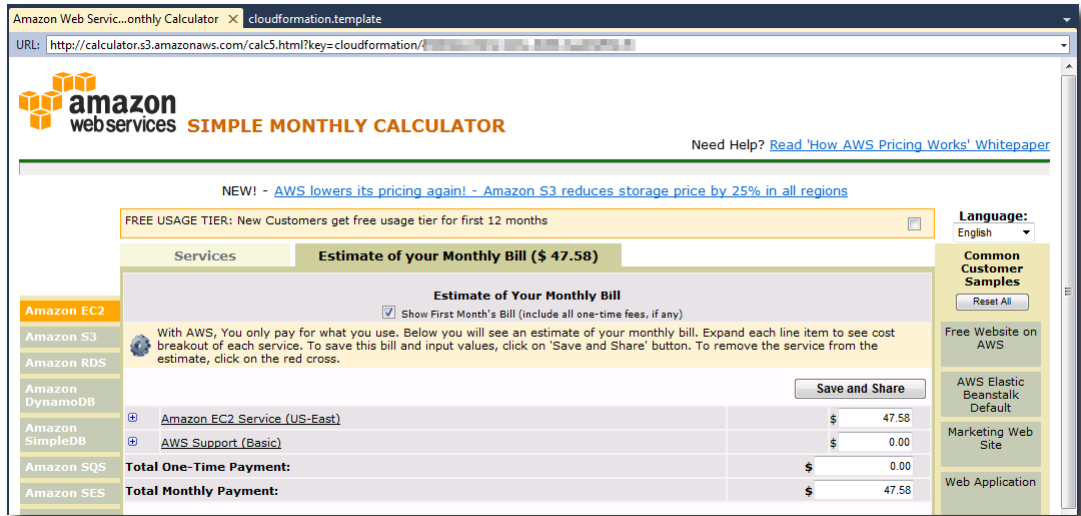 Amazon Web Servic...onthly Calculator × cloudformation.template
URL: http://calculator.s3.amazonaws.com/calc5.html?key=cloudformation/
amazon
webservices SIMPLE MONTHLY CALCULATOR
Need Help? Read 'How AWS Pricing Works' Whitepaper
NEW! - AWS lowers its pricing again! - Amazon S3 reduces storage price by 25% in all regions
FREE USAGE TIER: New Customers get free usage tier for first 12 months
Language:
English
Services
Estimate of your Monthly Bill ($ 47.58)
Common
Customer
Samples
Reset All
Estimate of Your Monthly Bill
Show First Month's Bill (include all one-time fees, if any)
Amazon EC2
Amazon S3
Amazon RDS
Amazon
DynamoDB
Amazon
SimpleDB
Amazon SQS
Amazon SES
With AWS, You only pay for what you use. Below you will see an estimate of your monthly bill. Expand each line item to see cost
breakout of each service. To save this bill and input values, click on 'Save and Share' button. To remove the service from the
estimate, click on the red cross.
Save and Share
Amazon EC2 Service (US-East) $ 47.58
AWS Support (Basic) $ 0.00
Total One-Time Payment: $ 0.00
Total Monthly Payment: $ 47.58
Free Website on
AWS
AWS Elastic
Beanstalk
Default
Marketing Web
Site
Web Application